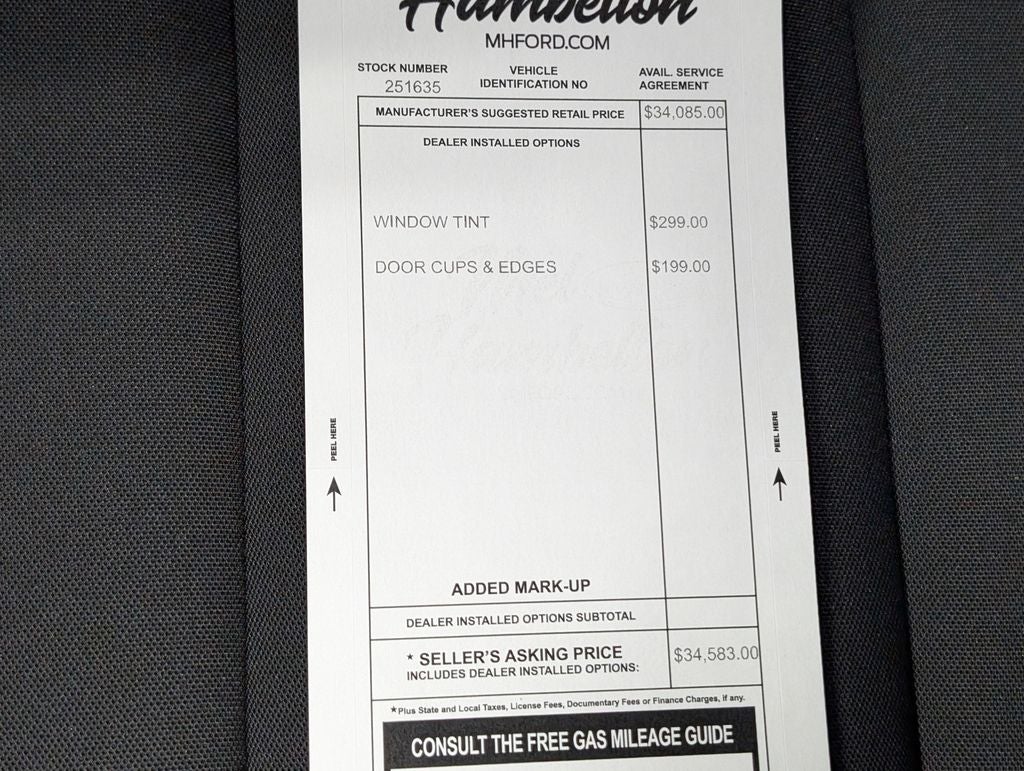 Hambellon
MHFORD.COM
STOCK NUMBER
251635
VEHICLE
IDENTIFICATION NO
AVAIL. SERVICE
AGREEMENT
MANUFACTURER'S SUGGESTED RETAIL PRICE $34,085.00
DEALER INSTALLED OPTIONS
WINDOW TINT $299.00
DOOR CUPS & EDGES $199.00
PEEL HERE
PEEL HERE
ADDED MARK-UP
DEALER INSTALLED OPTIONS SUBTOTAL
* SELLER'S ASKING PRICE $34,583.00
INCLUDES DEALER INSTALLED OPTIONS:
*Plus State and Local Taxes, License Fees, Documentary Fees or Finance Charges, if any.
CONSULT THE FREE GAS MILEAGE GUIDE